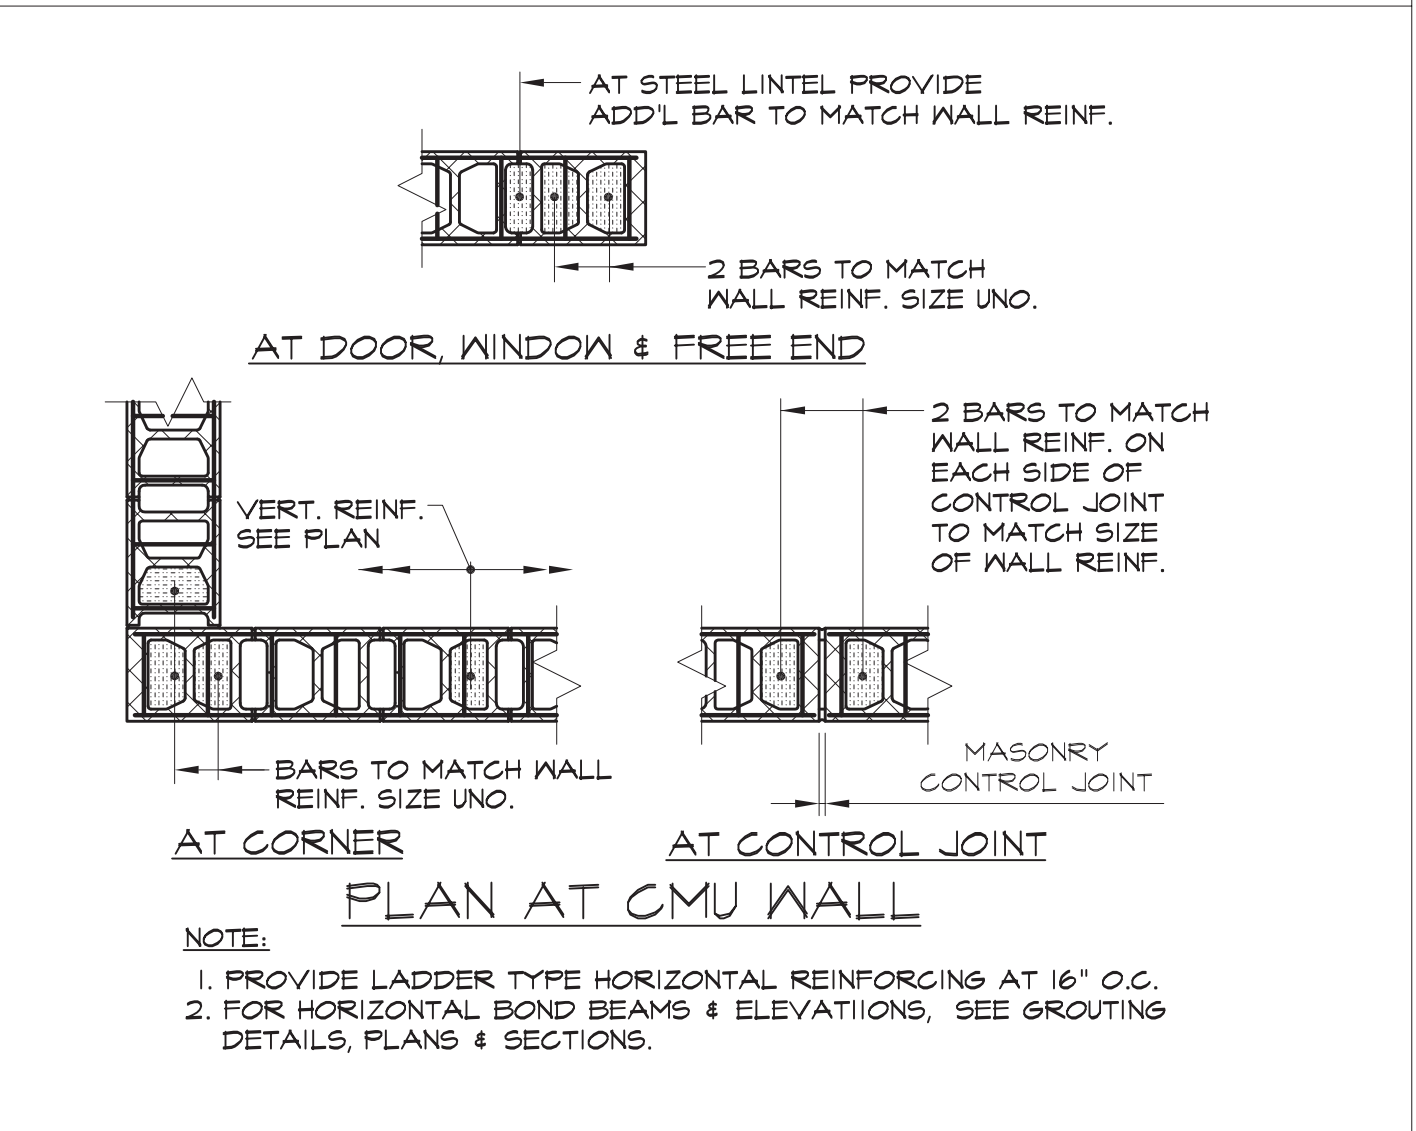 AT STEEL LINTEL PROVIDE
ADD'L BAR TO MATCH WALL REINF.
2 BARS TO MATCH
WALL REINF. SIZE UNO.
AT DOOR, WINDOW & FREE END
2 BARS TO MATCH
WALL REINF. ON
EACH SIDE OF
CONTROL JOINT
TO MATCH SIZE
OF WALL REINF.
VERT. REINF.
SEE PLAN
MASONRY
CONTROL JOINT
BARS TO MATCH WALL
REINF. SIZE UNO.
AT CORNER
AT CONTROL JOINT
PLAN AT CMU WALL
NOTE:
1. PROVIDE LADDER TYPE HORIZONTAL REINFORCING AT 16" O.C.
2. FOR HORIZONTAL BOND BEAMS & ELEVATIIONS, SEE GROUTING
DETAILS, PLANS & SECTIONS.